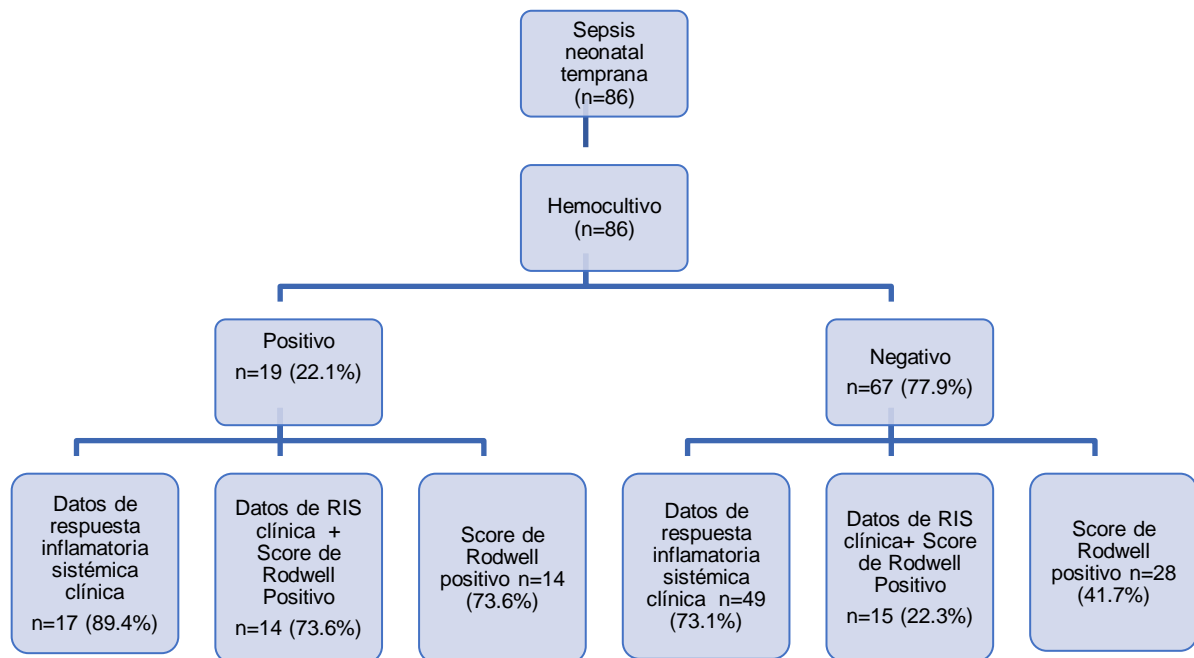 Sepsis
neonatal
temprana
(n=86)
Hemocultivo
(n=86)
Positivo
n=19 (22.1%)
Negativo
n=67 (77.9%)
Datos de
respuesta
inflamatoria
sistémica
clínica
n=17 (89.4%)
Datos de RIS
clínica +
Score de
Rodwell
Positivo
n=14 (73.6%)
Score de
Rodwell
positivo n=14
(73.6%)
Datos de
respuesta
inflamatoria
sistémica
clínica n=49
(73.1%)
Datos de RIS
clínica+ Score
de Rodwell
Positivo
n=15 (22.3%)
Score de
Rodwell
positivo n=28
(41.7%)